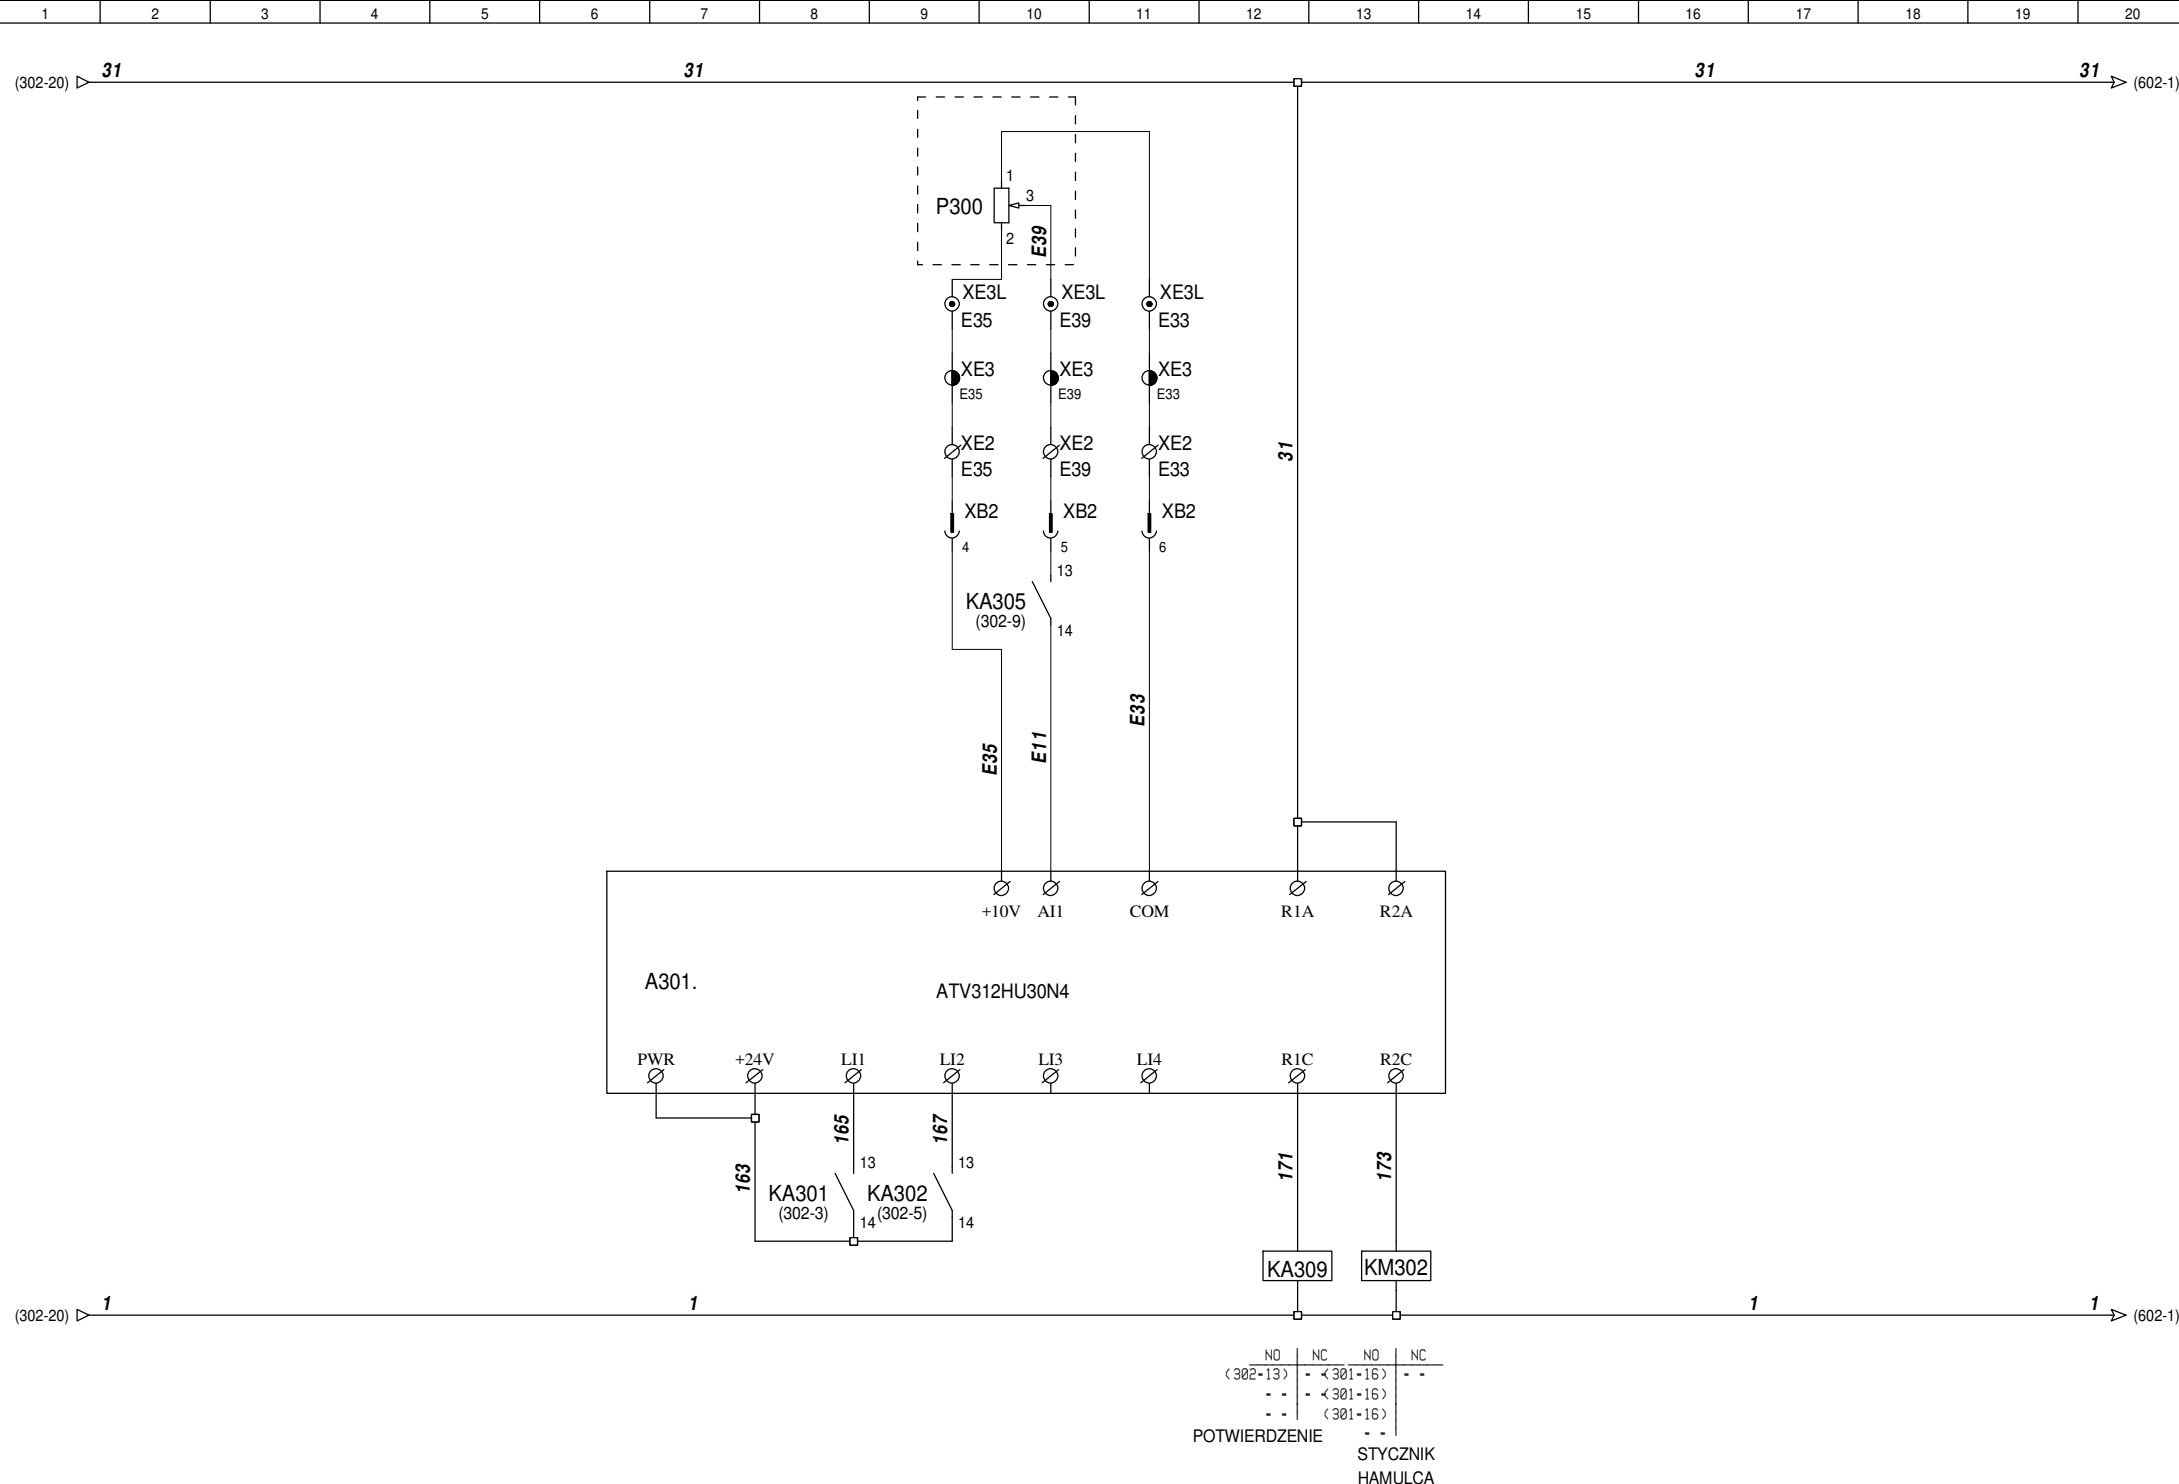 1 2 3 4 5 6 7 8 9 10 11 12 13 14 15 16 17 18 19 20
31 31 31 31
(302-20) (602-1)
1
P300 3
2
E39
XE3L XE3L XE3L
E35 E39 E33
XE3 XE3 XE3
E35 E39 E33
XE2 XE2 XE2
E35 E39 E33
31
XB2 XB2 XB2
4 5 6
13
KA305
(302-9)
14
E35 E11 E33
+10V AI1 COM R1A R2A
A301. ATV312HU30N4
PWR +24V LI1 LI2 LI3 LI4 R1C R2C
165 167
163 171 173
13 13
KA301 KA302
(302-3) (302-5)
14 14
KA309 KM302
1 1 1 1
(302-20) (602-1)
NO NC NO NC
(302-13) - - (301-16) - -
- - - - (301-16)
- - (301-16)
POTWIERDZENIE - -
STYCZNIK
HAMULCA